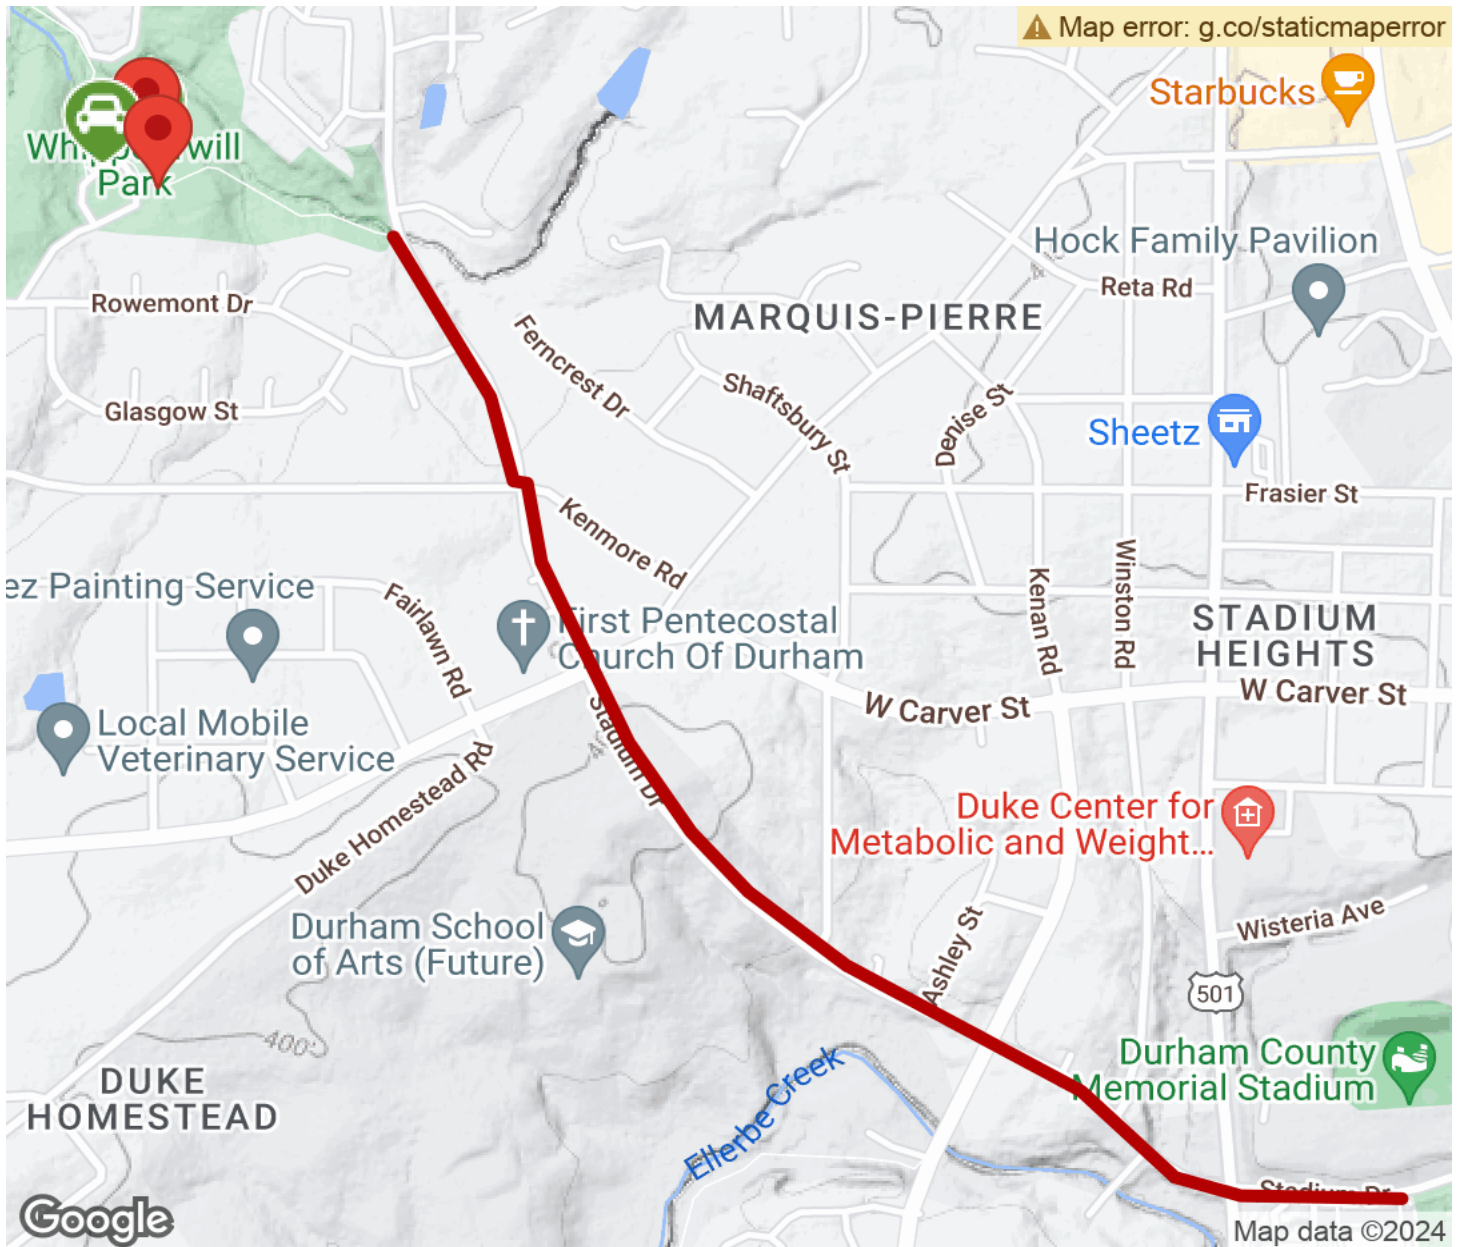 Map error: g.co/staticmaperror
Starbucks
Park
Hock Family Pavilion
Reta Rd
Rowemont Dr
MARQUIS-PIERRE
Ferncrest Dr
Shaftsbury St
Denise St
Glasgow St
Sheetz
Frasier St
Kenmore Rd
ez Painting Service
Fairlawn Rd
First Pentecostal
Church Of Durham
Kenan Rd
Winston Rd
STADIUM
HEIGHTS
W Carver St
W Carver St
Local Mobile
Veterinary Service
Stadium Dr
Duke Homestead Rd
Duke Center for
Metabolic and Weight...
Durham School
of Arts (Future)
Ashley St
Wisteria Ave
501
400'
Durham County
Memorial Stadium
Ellerbe Creek
DUKE
HOMESTEAD
Stadium Dr
Google
Map data ©2024